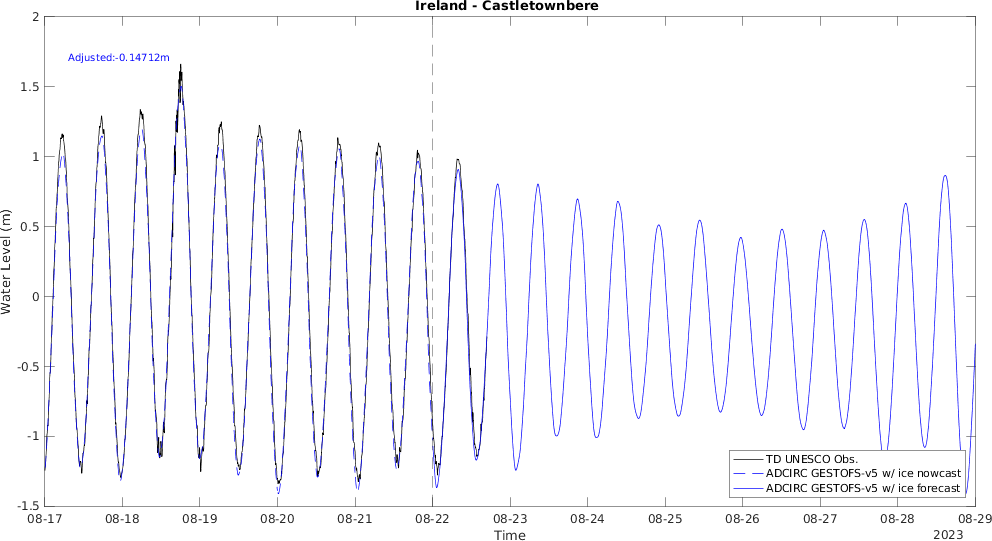 Ireland - Castletownbere
Adjusted:-0.14712m
Water Level (m)
2
1.5
1
0.5
0
-0.5
-1
-1.5
TD UNESCO Obs.
ADCIRC GESTOFS-v5 w/ ice nowcast
ADCIRC GESTOFS-v5 w/ ice forecast
08-17 08-18 08-19 08-20 08-21 08-22 08-23 08-24 08-25 08-26 08-27 08-28 08-29
Time
2023